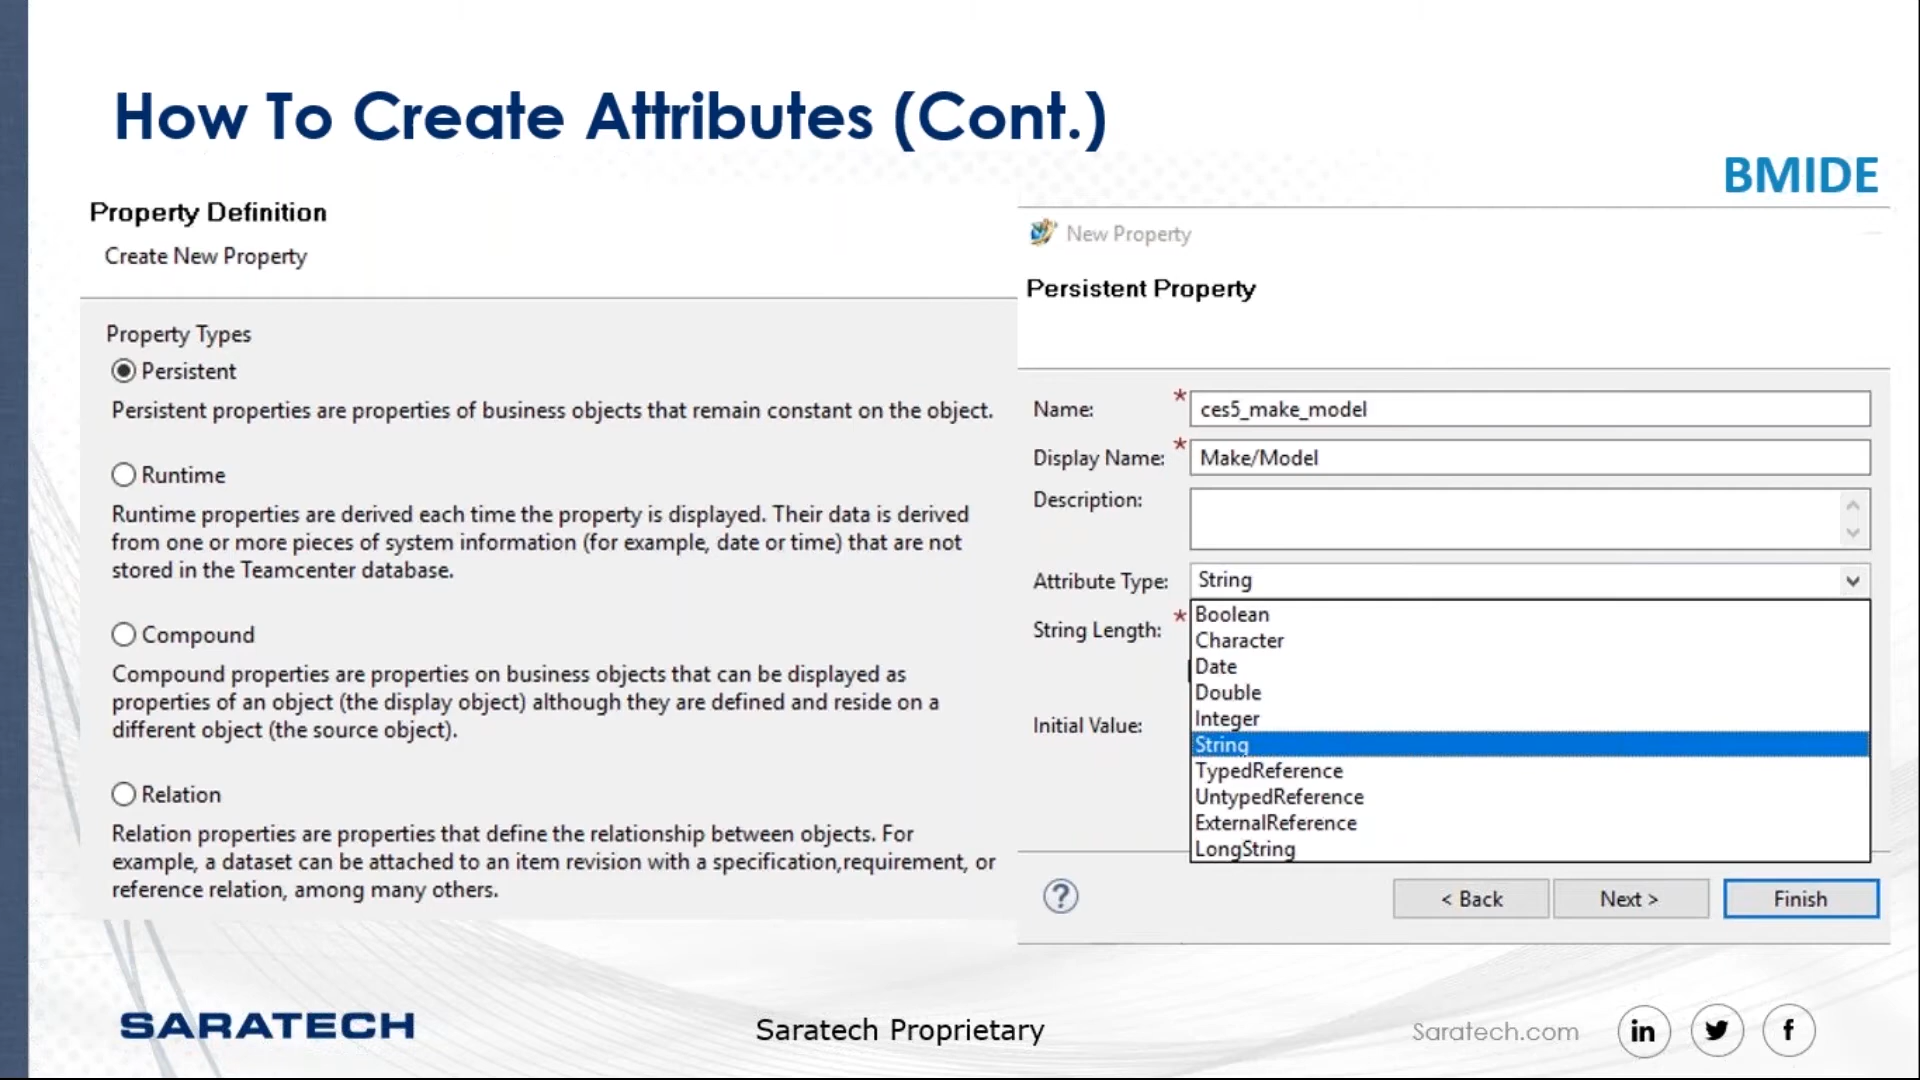 How To Create Attributes (Cont.)
BMIDE
Property Definition
Create New Property
Property Types
Persistent
Persistent properties are properties of business objects that remain constant on the object.
Runtime
Runtime properties are derived each time the property is displayed. Their data is derived
from one or more pieces of system information (for example, date or time) that are not
stored in the Teamcenter database.
Compound
Compound properties are properties on business objects that can be displayed as
properties of an object (the display object) although they are defined and reside on a
different object (the source object).
Relation
Relation properties are properties that define the relationship between objects. For
example, a dataset can be attached to an item revision with a specification,requirement, or
reference relation, among many others.
New Property
Persistent Property
Name: * ces5_make_model
Display Name: * Make/Model
Description:
Attribute Type: String
String Length: *
Initial Value:
Boolean
Character
Date
Double
Integer
String
TypedReference
UntypedReference
ExternalReference
LongString
? < Back Next > Finish
SARATECH
Saratech Proprietary
Saratech.com in f